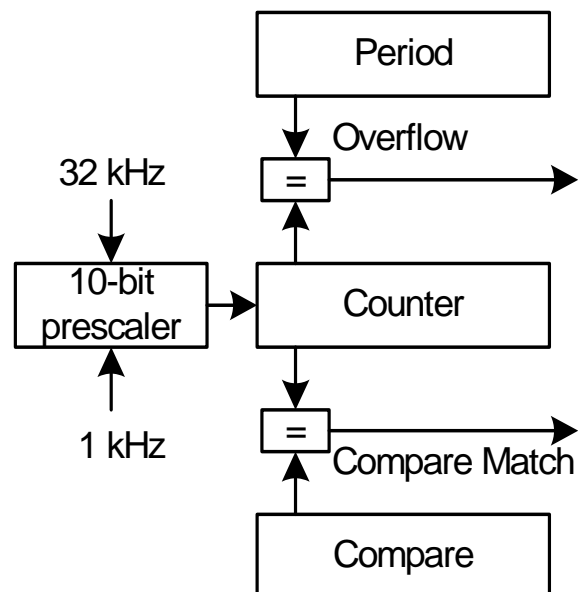 Period
Overflow
=
32 kHz
10-bit
prescaler
Counter
1 kHz
=
Compare Match
Compare